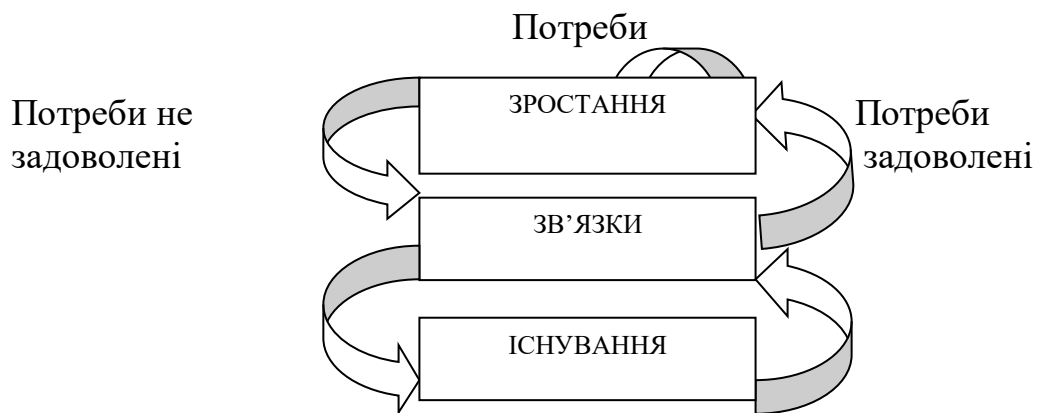 Потреби
ЗРОСТАННЯ
Потреби не
задоволені
Потреби
задоволені
ЗВ’ЯЗКИ
ІСНУВАННЯ